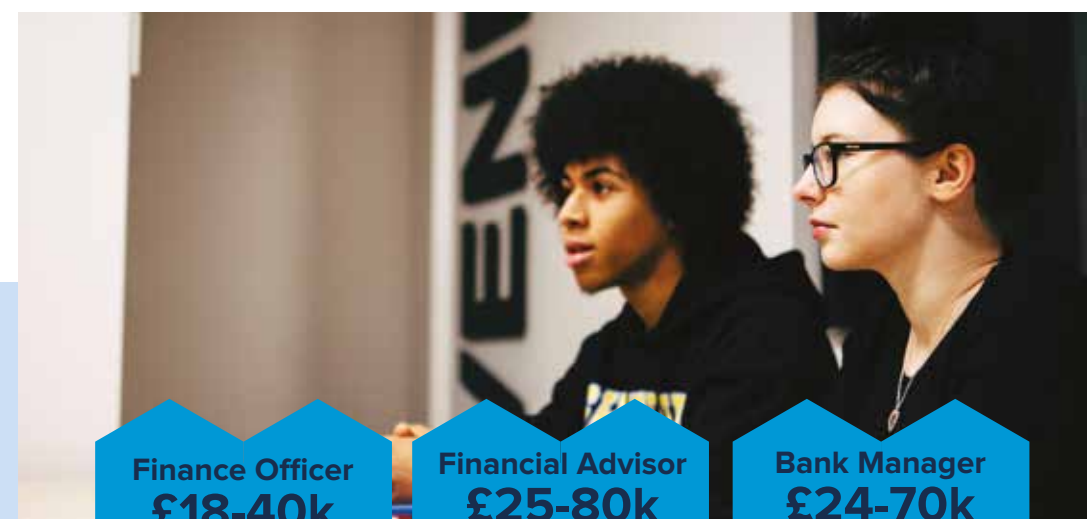 Finance Officer
£18-40k
Financial Advisor
£25-80k
Bank Manager
£24-70k